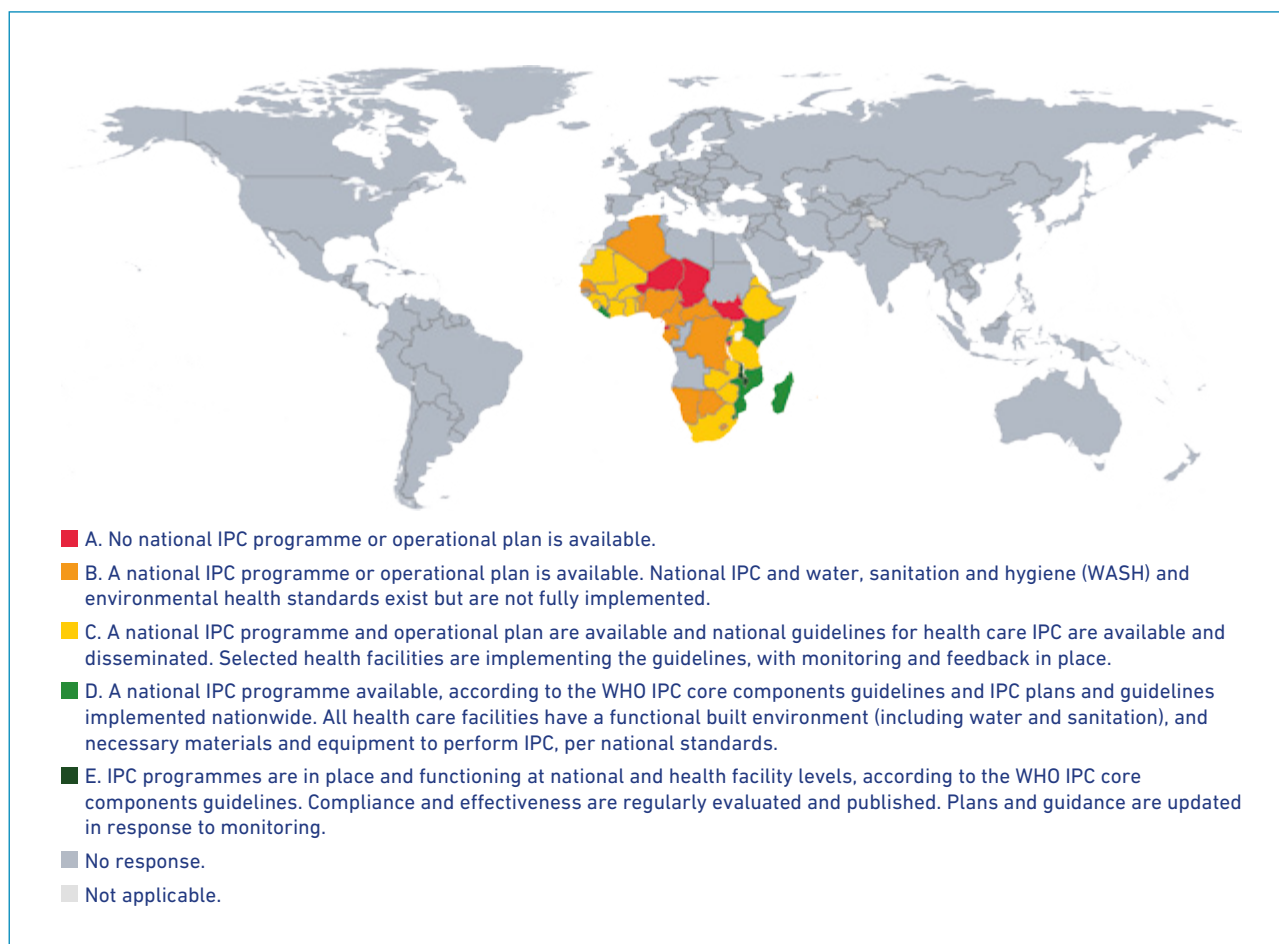 A. No national IPC programme or operational plan is available.
B. A national IPC programme or operational plan is available. National IPC and water, sanitation and hygiene (WASH) and
environmental health standards exist but are not fully implemented.
C. A national IPC programme and operational plan are available and national guidelines for health care IPC are available and
disseminated. Selected health facilities are implementing the guidelines, with monitoring and feedback in place.
D. A national IPC programme available, according to the WHO IPC core components guidelines and IPC plans and guidelines
implemented nationwide. All health care facilities have a functional built environment (including water and sanitation), and
necessary materials and equipment to perform IPC, per national standards.
E. IPC programmes are in place and functioning at national and health facility levels, according to the WHO IPC core
components guidelines. Compliance and effectiveness are regularly evaluated and published. Plans and guidance are updated
in response to monitoring.
No response.
Not applicable.